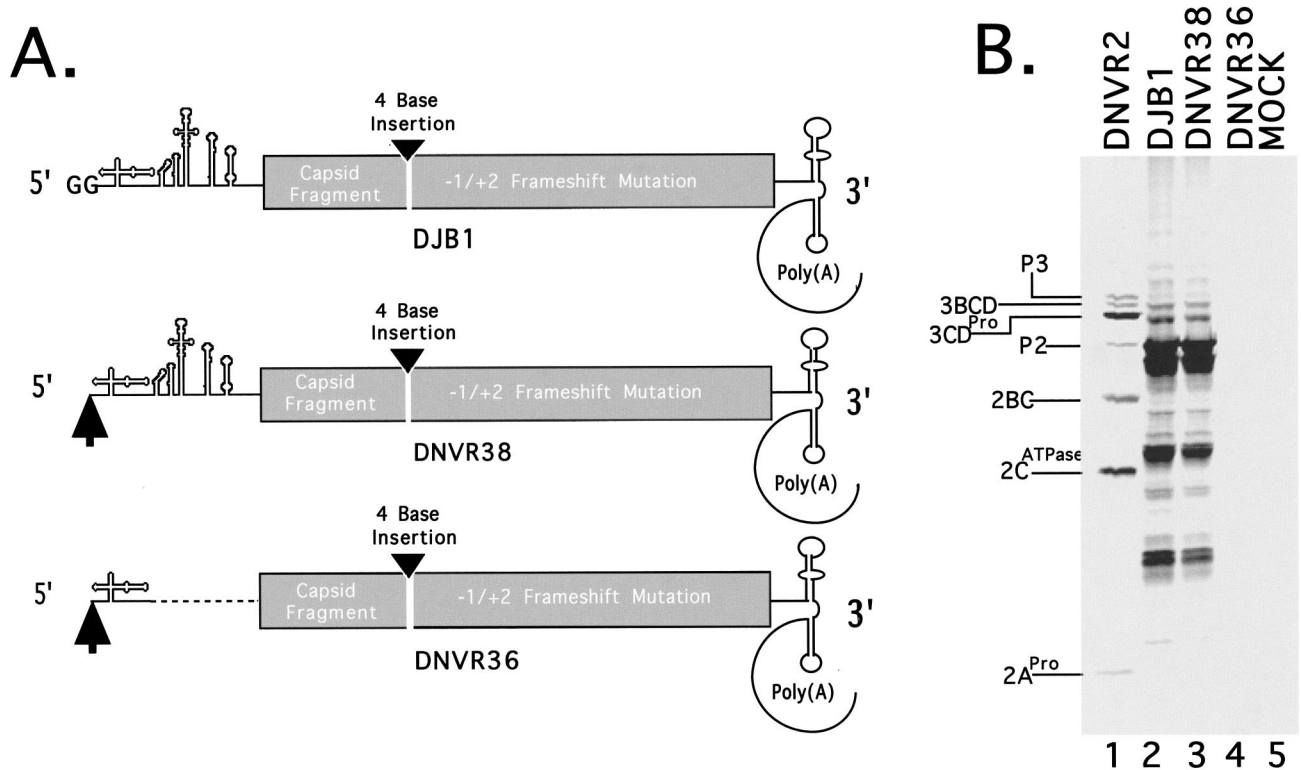 A.
4 Base
Insertion
5'
GG
Capsid
Fragment
-1/+2 Frameshift Mutation
3'
DJB1
Poly(A)
4 Base
Insertion
5'
Capsid
Fragment
-1/+2 Frameshift Mutation
3'
DNVR38
Poly(A)
4 Base
Insertion
5'
Capsid
Fragment
-1/+2 Frameshift Mutation
3'
DNVR36
Poly(A)
B.
DNVR2
DJB1
DNVR38
DNVR36
MOCK
P3
3BCD
3CDPro
P2
2BC
2CATPase
2APro
1 2 3 4 5